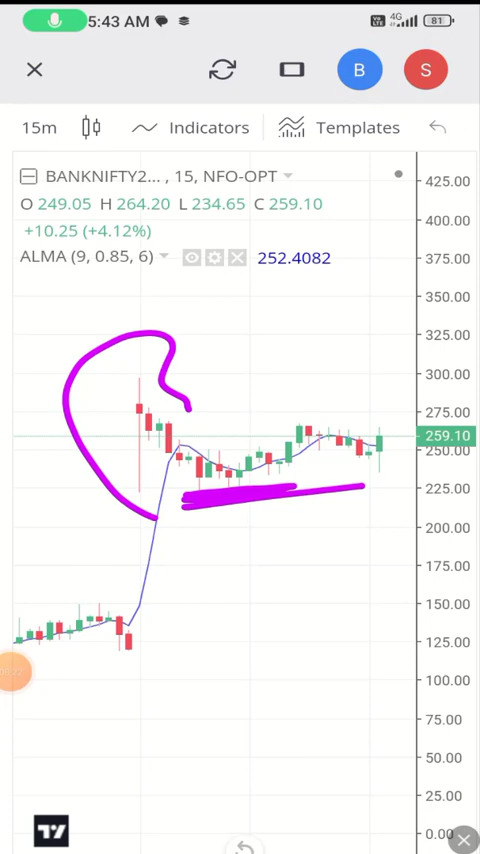 5:43 AM
4G
81
B
S
15m
Indicators
Templates
BANKNIFTY2... , 15, NFO-OPT
O 249.05 H 264.20 L 234.65 C 259.10
+10.25 (+4.12%)
ALMA (9, 0.85, 6) 252.4082
425.00
400.00
375.00
350.00
325.00
300.00
275.00
259.10
250.00
225.00
200.00
175.00
150.00
125.00
100.00
75.00
50.00
25.00
0.00